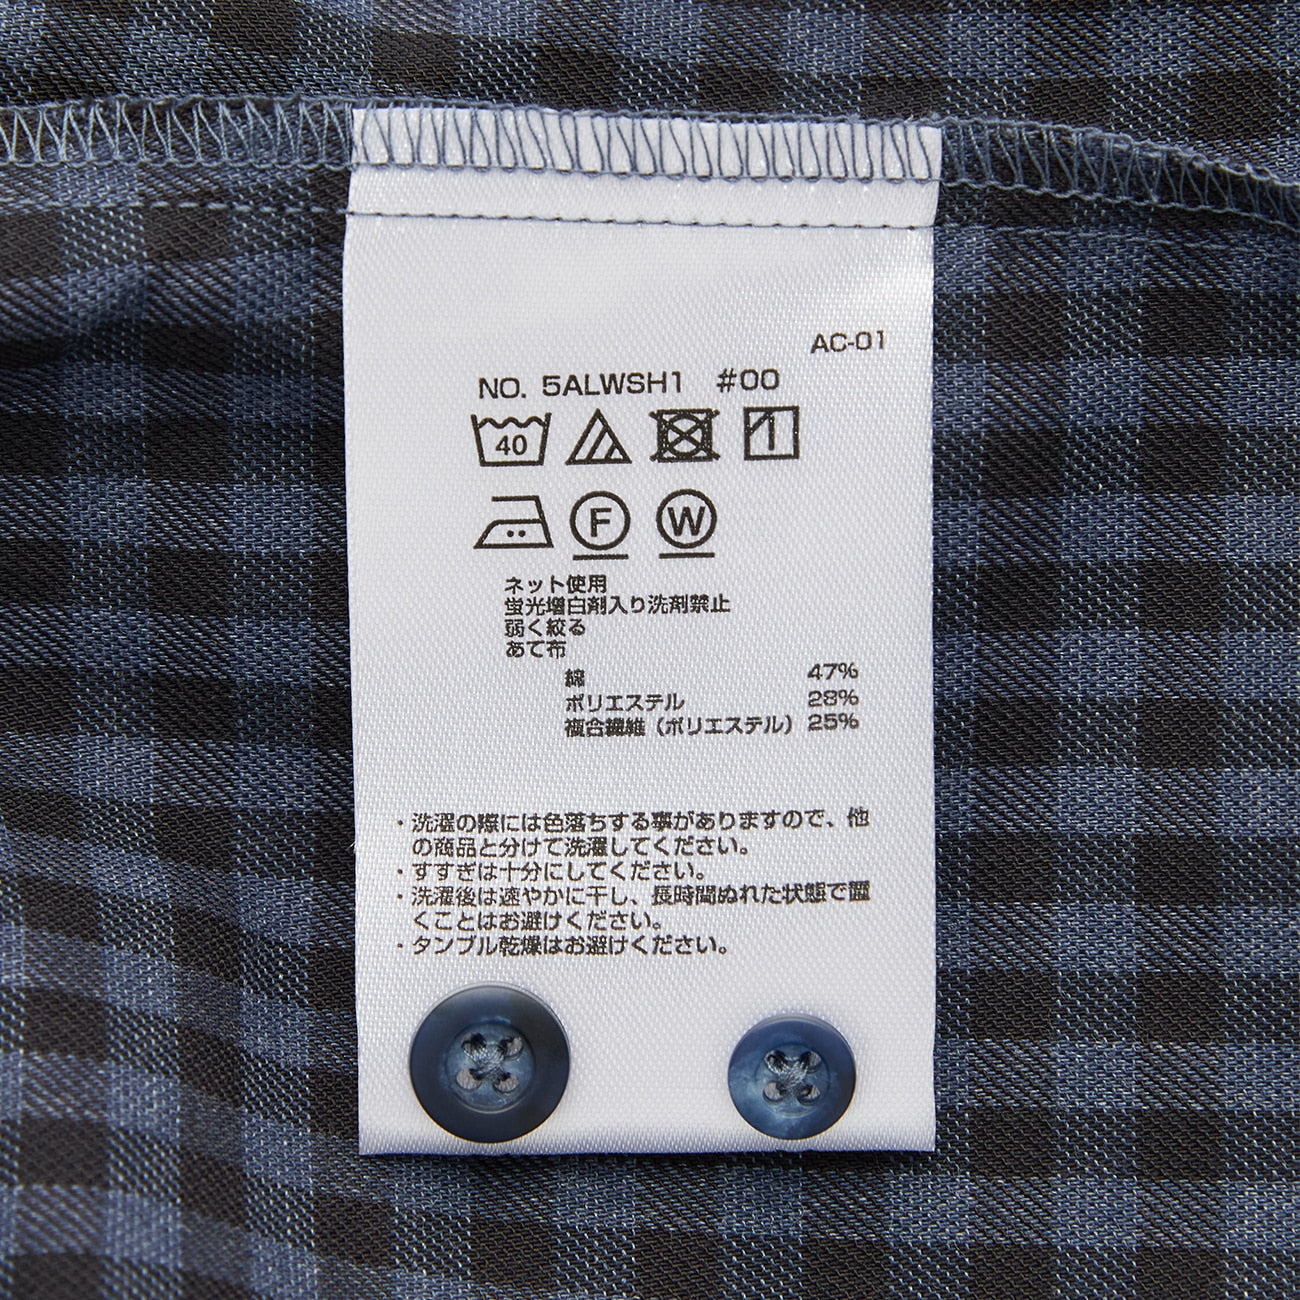 AC-01
NO. 5ALWSH1 #00
40
F W
ネット使用
蛍光増白剤入り洗剤禁止
弱く絞る
あて布
綿 47%
ポリエステル 28%
複合繊維（ポリエステル） 25%
・洗濯の際には色落ちする事がありますので、他
の商品と分けて洗濯してください。
・すすぎは十分にしてください。
・洗濯後は速やかに干し、長時間ぬれた状態で置
くことはお避けください。
・タンブル乾燥はお避けください。